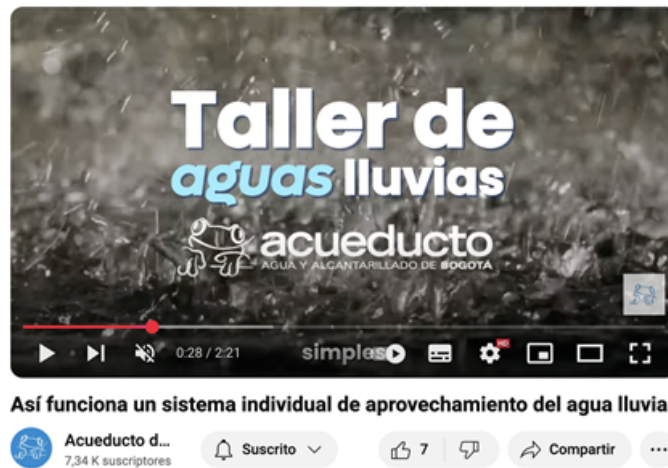 Taller de
aguas lluvias
acueducto
AGUA Y ALCANTARILLADO DE BOGOTÁ
0:28 / 2:21
simples
HD
Así funciona un sistema individual de aprovechamiento del agua lluvia
Acueducto d...
7,34 K suscriptores
Suscrito
7
Compartir